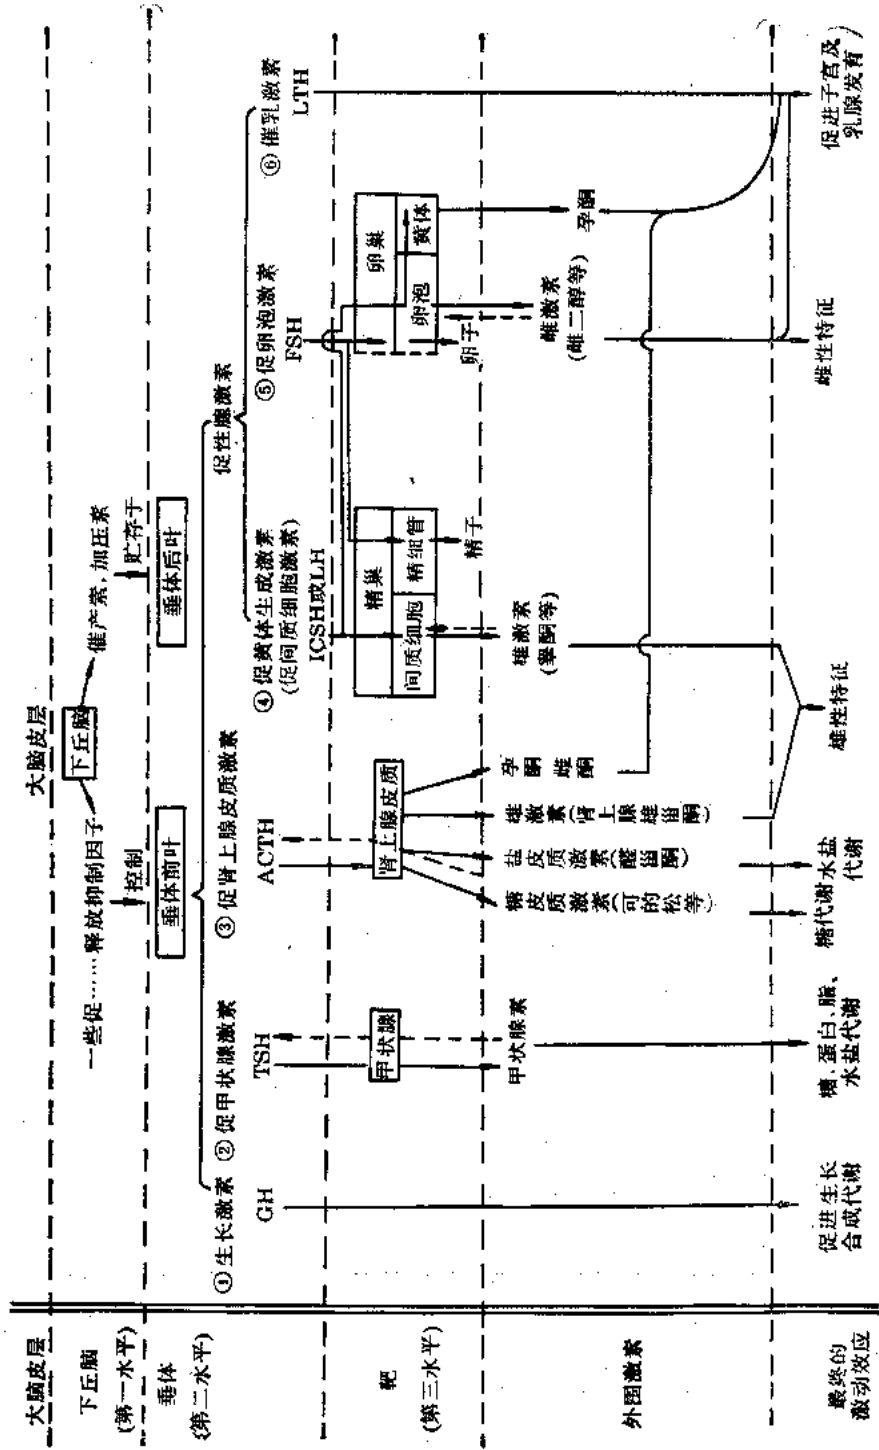 大脑皮层
下丘脑
(第一水平)
垂体
(第二水平)
靶
(第三水平)
外围激素
最终的
激动效应
大脑皮层
下丘脑
一些促……释放抑制因子
催产素,加压素
控制
贮存于
垂体前叶
垂体后叶
促性腺激素
①生长激素
GH
②促甲状腺激素
TSH
③促肾上腺皮质激素
ACTH
④促黄体生成激素
(促间质细胞激素)
ICSH或LH
⑤促卵泡激素
FSH
⑥催乳激素
LTH
甲状腺
肾上腺皮质
精巢
间质细胞
精细管
卵巢
卵泡
黄体
精子
卵子
甲状腺素
糖皮质激素(可的松等)
盐皮质激素(醛甾酮)
雄激素(肾上腺雄甾酮)
孕酮
雌酮
雄激素
(睾酮等)
雌激素
(雌二醇等)
孕酮
促进生长
合成代谢
糖、蛋白、脂、
水盐代谢
糖代谢
水盐
代谢
雄性特征
雌性特征
促进子宫及
乳腺发育